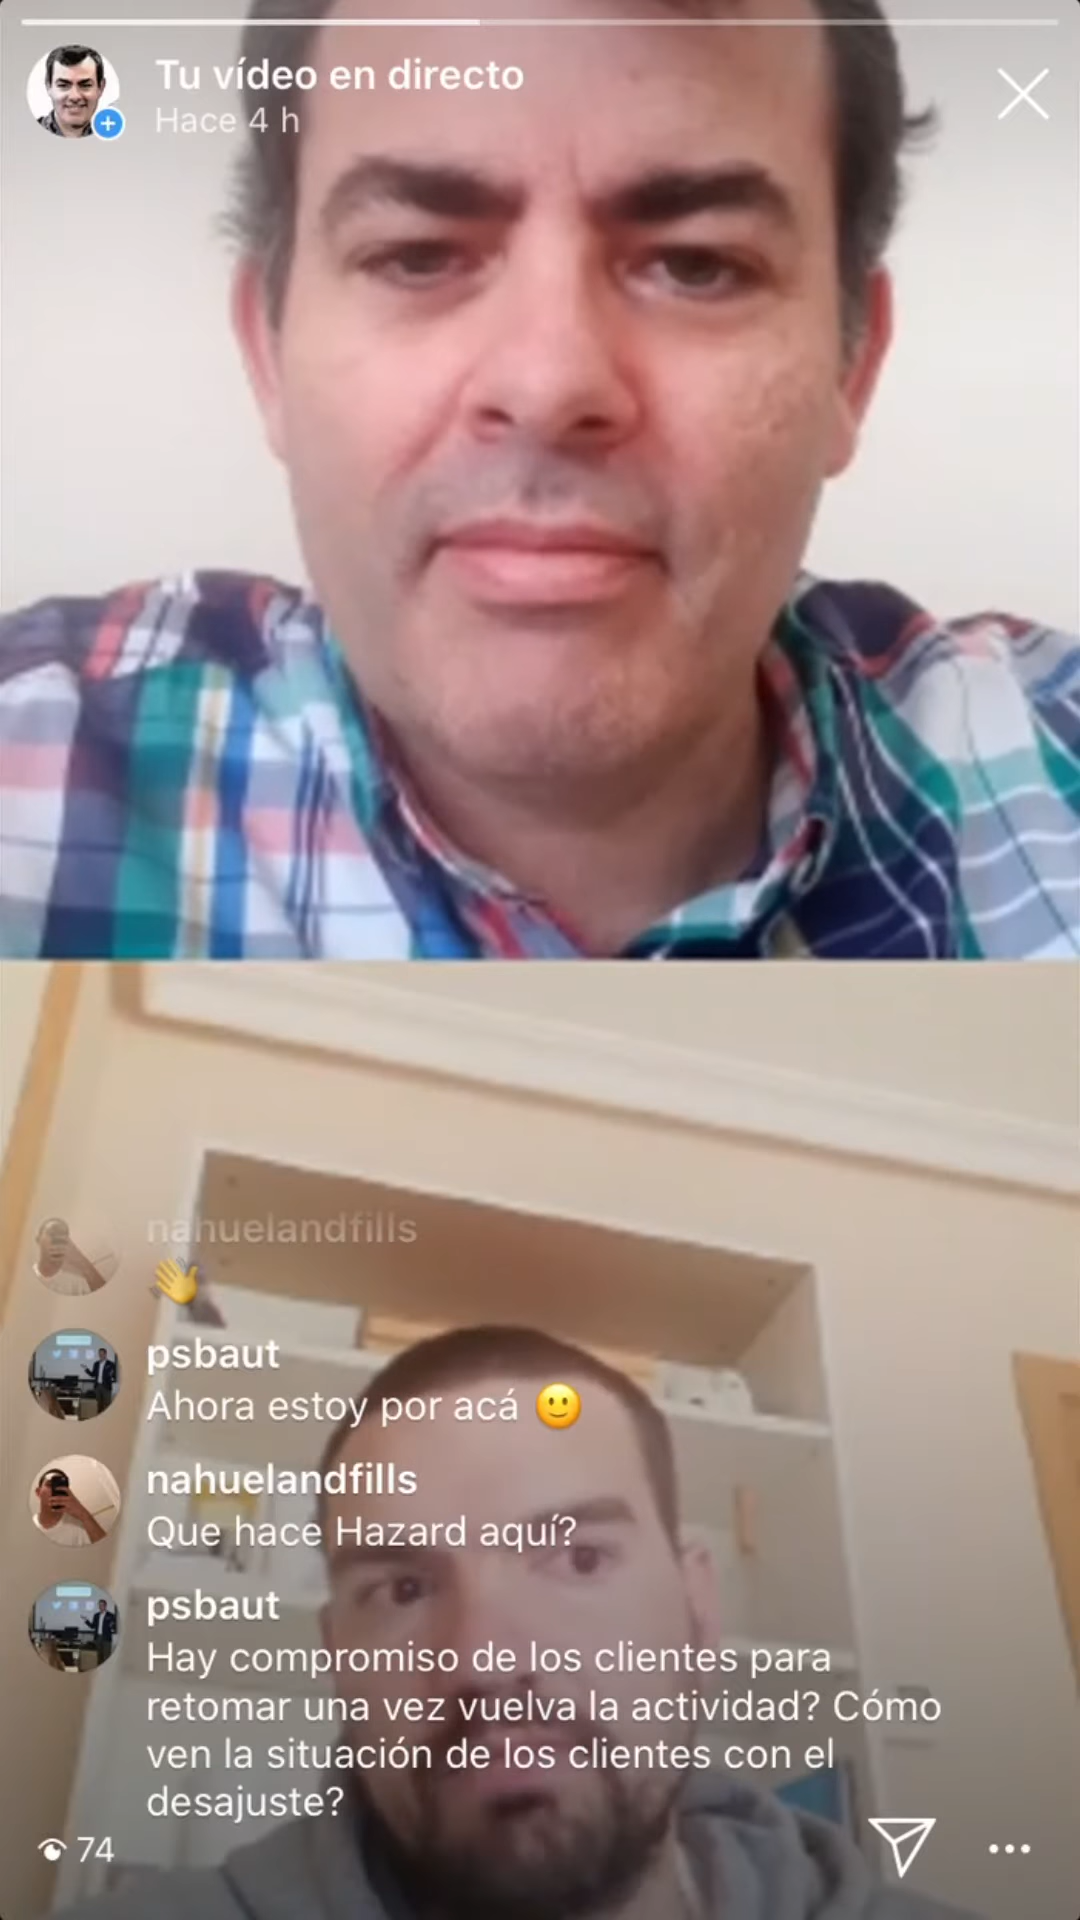 Tu vídeo en directo
Hace 4 h
nahuelandfills
👋
psbaut
Ahora estoy por acá 🙂
nahuelandfills
Que hace Hazard aquí?
psbaut
Hay compromiso de los clientes para
retomar una vez vuelva la actividad? Cómo
ven la situación de los clientes con el
desajuste?
74